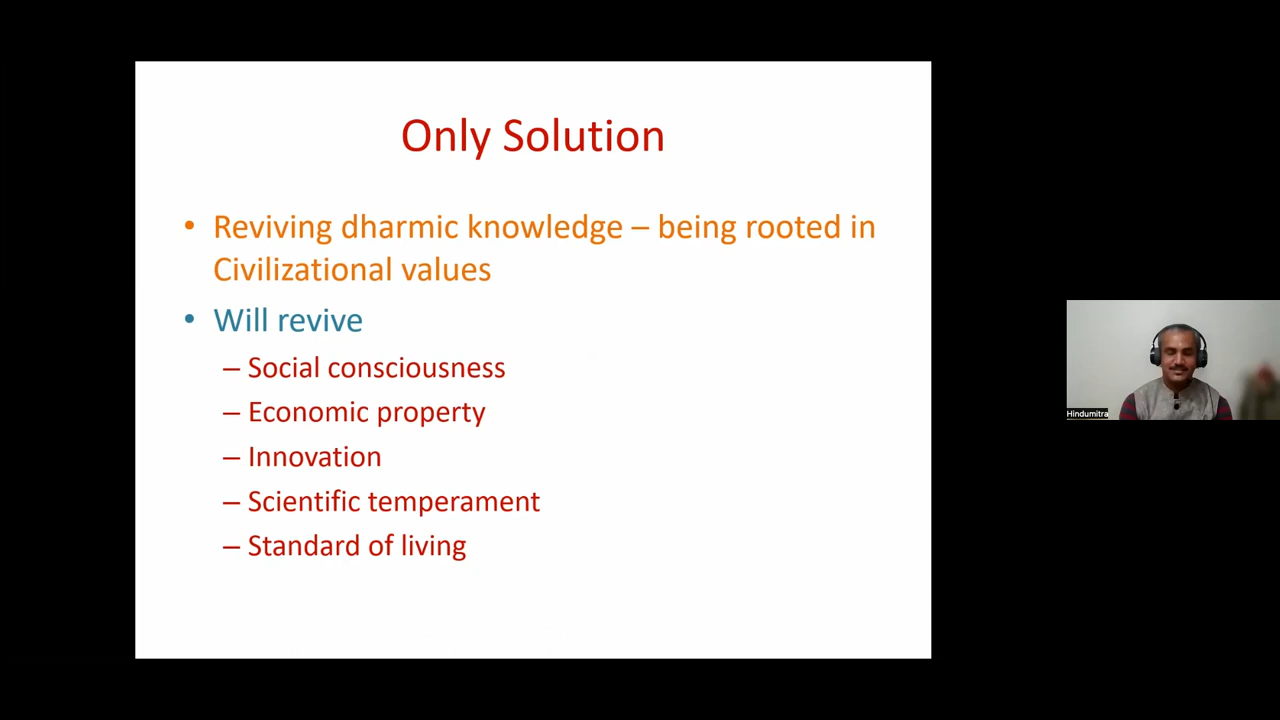 Only Solution
• Reviving dharmic knowledge – being rooted in
Civilizational values
• Will revive
– Social consciousness
– Economic property
– Innovation
– Scientific temperament
– Standard of living
Hindumitra